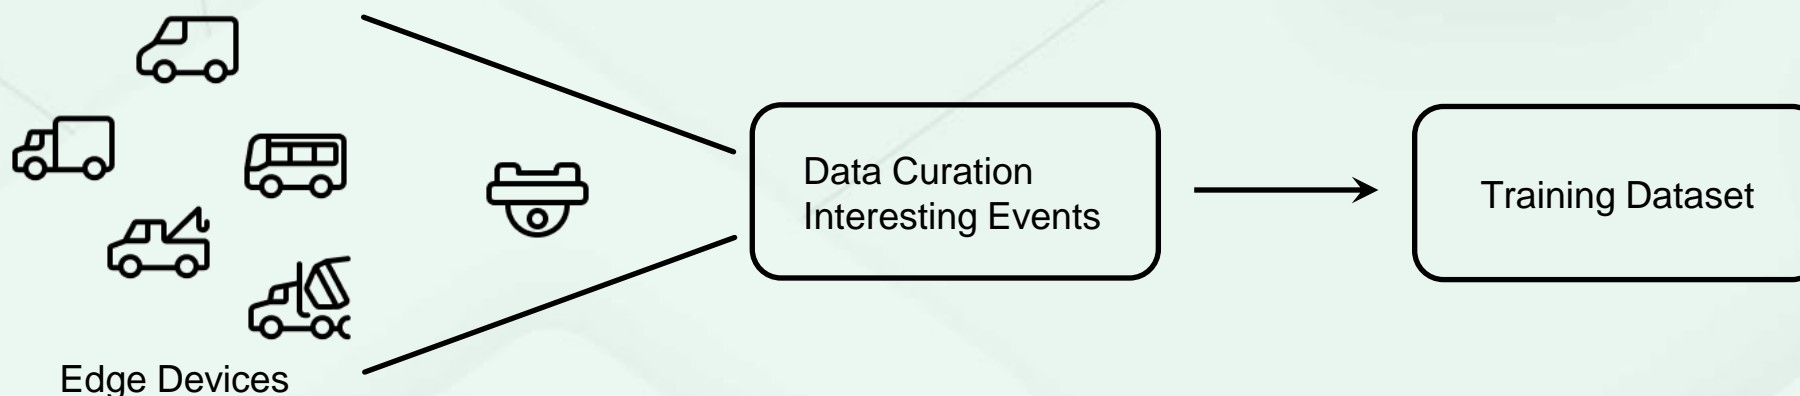 Data Curation
Interesting Events
Training Dataset
Edge Devices